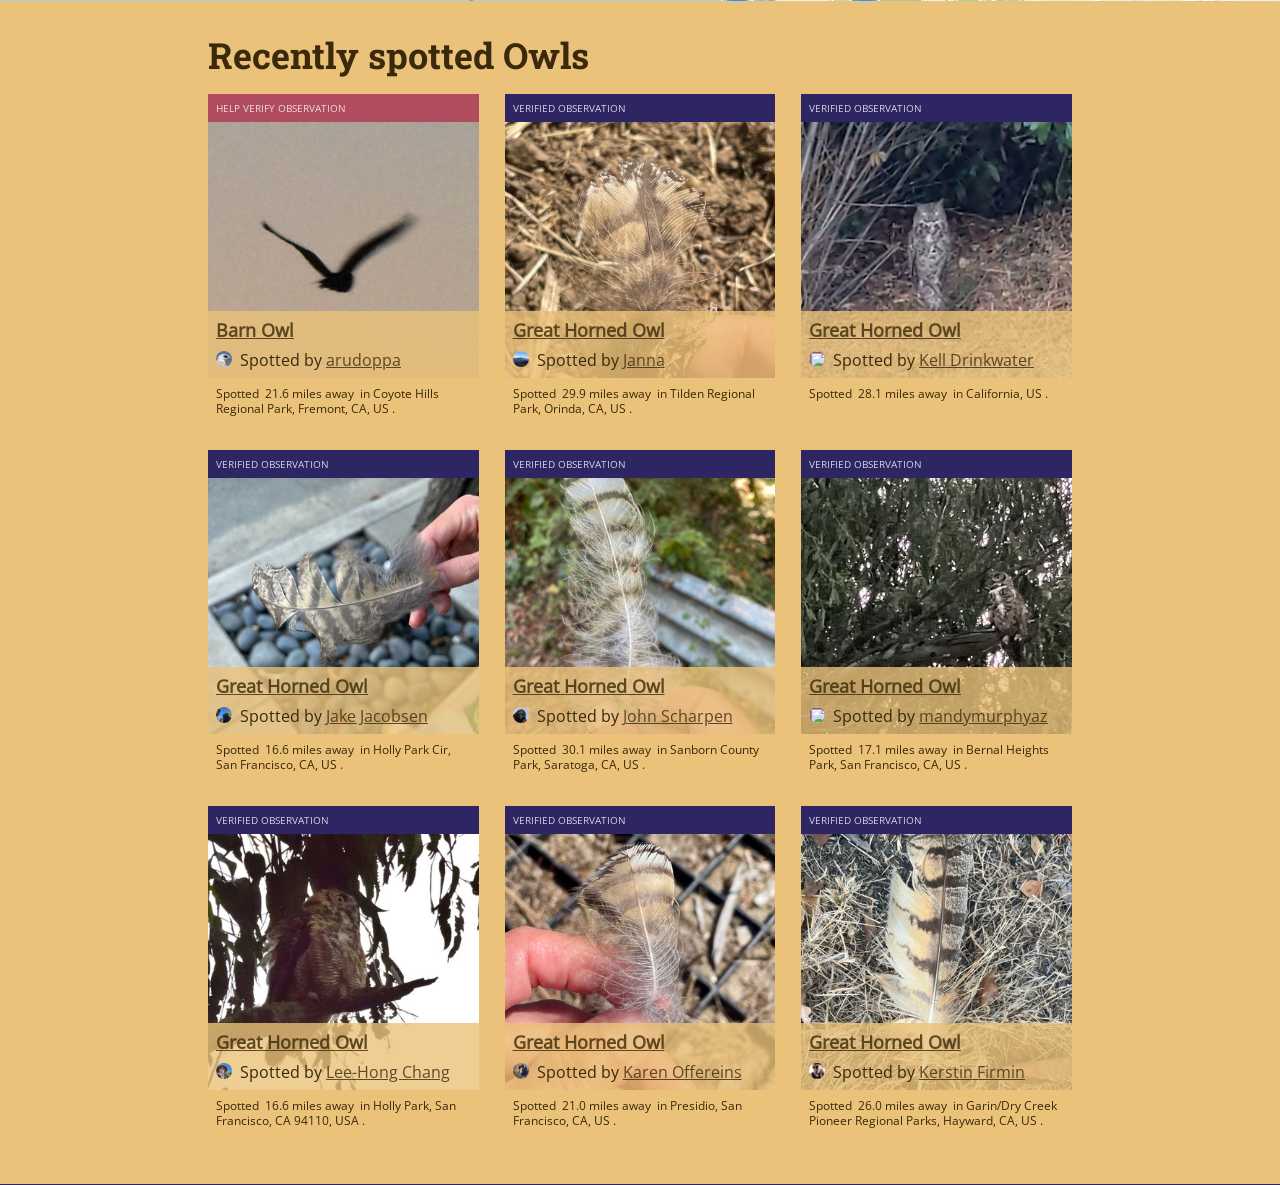 Recently spotted Owls
HELP VERIFY OBSERVATION
Barn Owl
Spotted by arudoppa
Spotted 21.6 miles away in Coyote Hills
Regional Park, Fremont, CA, US .
VERIFIED OBSERVATION
Great Horned Owl
Spotted by Janna
Spotted 29.9 miles away in Tilden Regional
Park, Orinda, CA, US .
VERIFIED OBSERVATION
Great Horned Owl
Spotted by Kell Drinkwater
Spotted 28.1 miles away in California, US .
VERIFIED OBSERVATION
Great Horned Owl
Spotted by Jake Jacobsen
Spotted 16.6 miles away in Holly Park Cir,
San Francisco, CA, US .
VERIFIED OBSERVATION
Great Horned Owl
Spotted by John Scharpen
Spotted 30.1 miles away in Sanborn County
Park, Saratoga, CA, US .
VERIFIED OBSERVATION
Great Horned Owl
Spotted by mandymurphyaz
Spotted 17.1 miles away in Bernal Heights
Park, San Francisco, CA, US .
VERIFIED OBSERVATION
Great Horned Owl
Spotted by Lee-Hong Chang
Spotted 16.6 miles away in Holly Park, San
Francisco, CA 94110, USA .
VERIFIED OBSERVATION
Great Horned Owl
Spotted by Karen Offereins
Spotted 21.0 miles away in Presidio, San
Francisco, CA, US .
VERIFIED OBSERVATION
Great Horned Owl
Spotted by Kerstin Firmin
Spotted 26.0 miles away in Garin/Dry Creek
Pioneer Regional Parks, Hayward, CA, US .